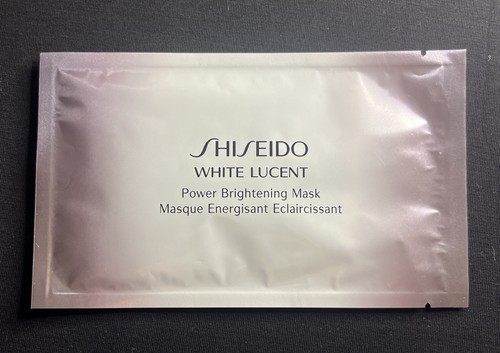 SHISEIDO
WHITE LUCENT
Power Brightening Mask
Masque Energisant Eclaircissant